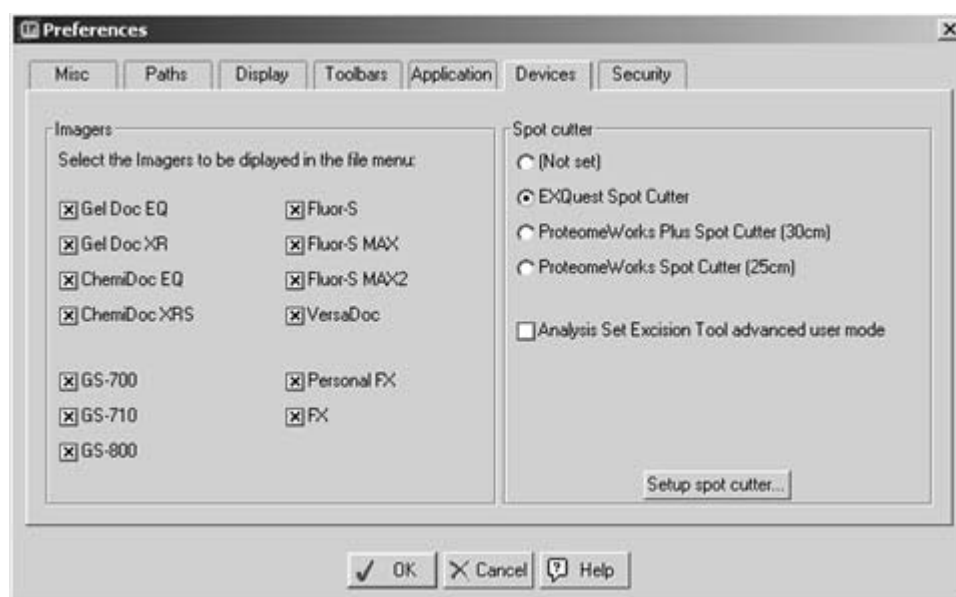 Preferences
Misc Paths Display Toolbars Application Devices Security
Imagers
Select the Imagers to be diplayed in the file menu:
Gel Doc EQ Fluor-S
Gel Doc XR Fluor-S MAX
ChemiDoc EQ Fluor-S MAX2
ChemiDoc XRS VersaDoc
GS-700 Personal FX
GS-710 FX
GS-800
Spot cutter
(Not set)
EXQuest Spot Cutter
ProteomeWorks Plus Spot Cutter (30cm)
ProteomeWorks Spot Cutter (25cm)
Analysis Set Excision Tool advanced user mode
Setup spot cutter...
OK Cancel Help